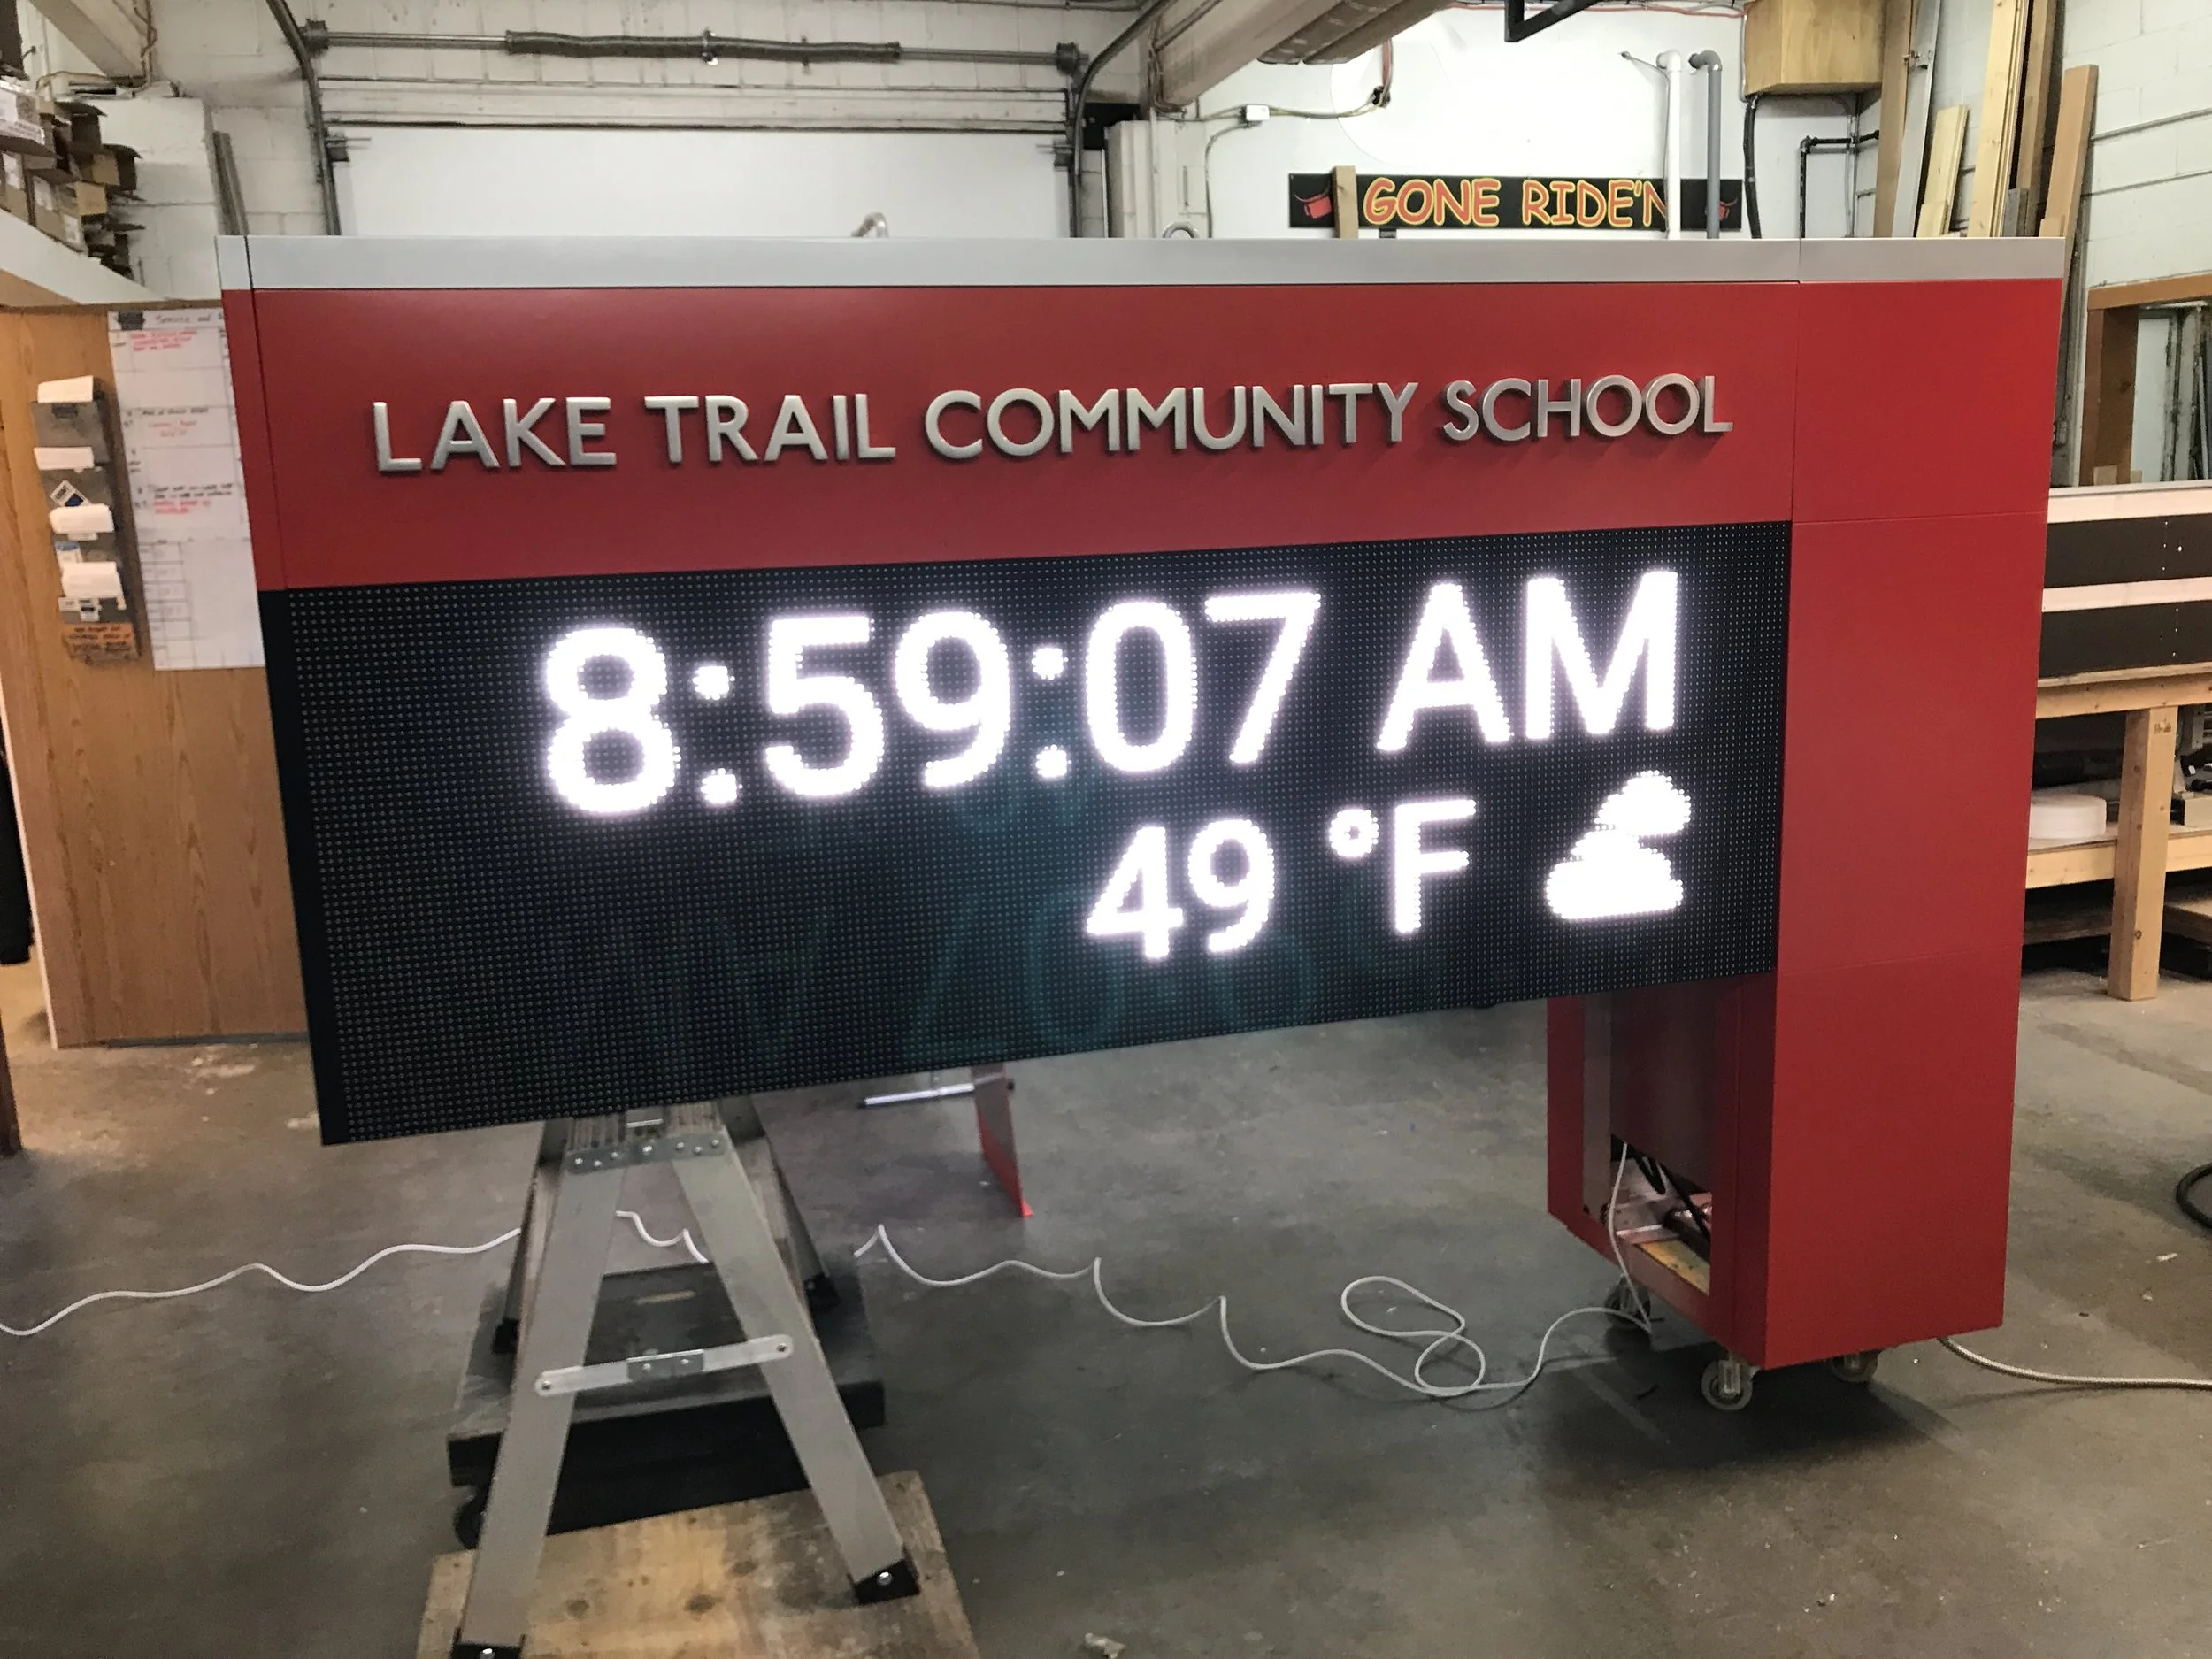 GONE RIDE'N
LAKE TRAIL COMMUNITY SCHOOL
8:59:07 AM
49 °F